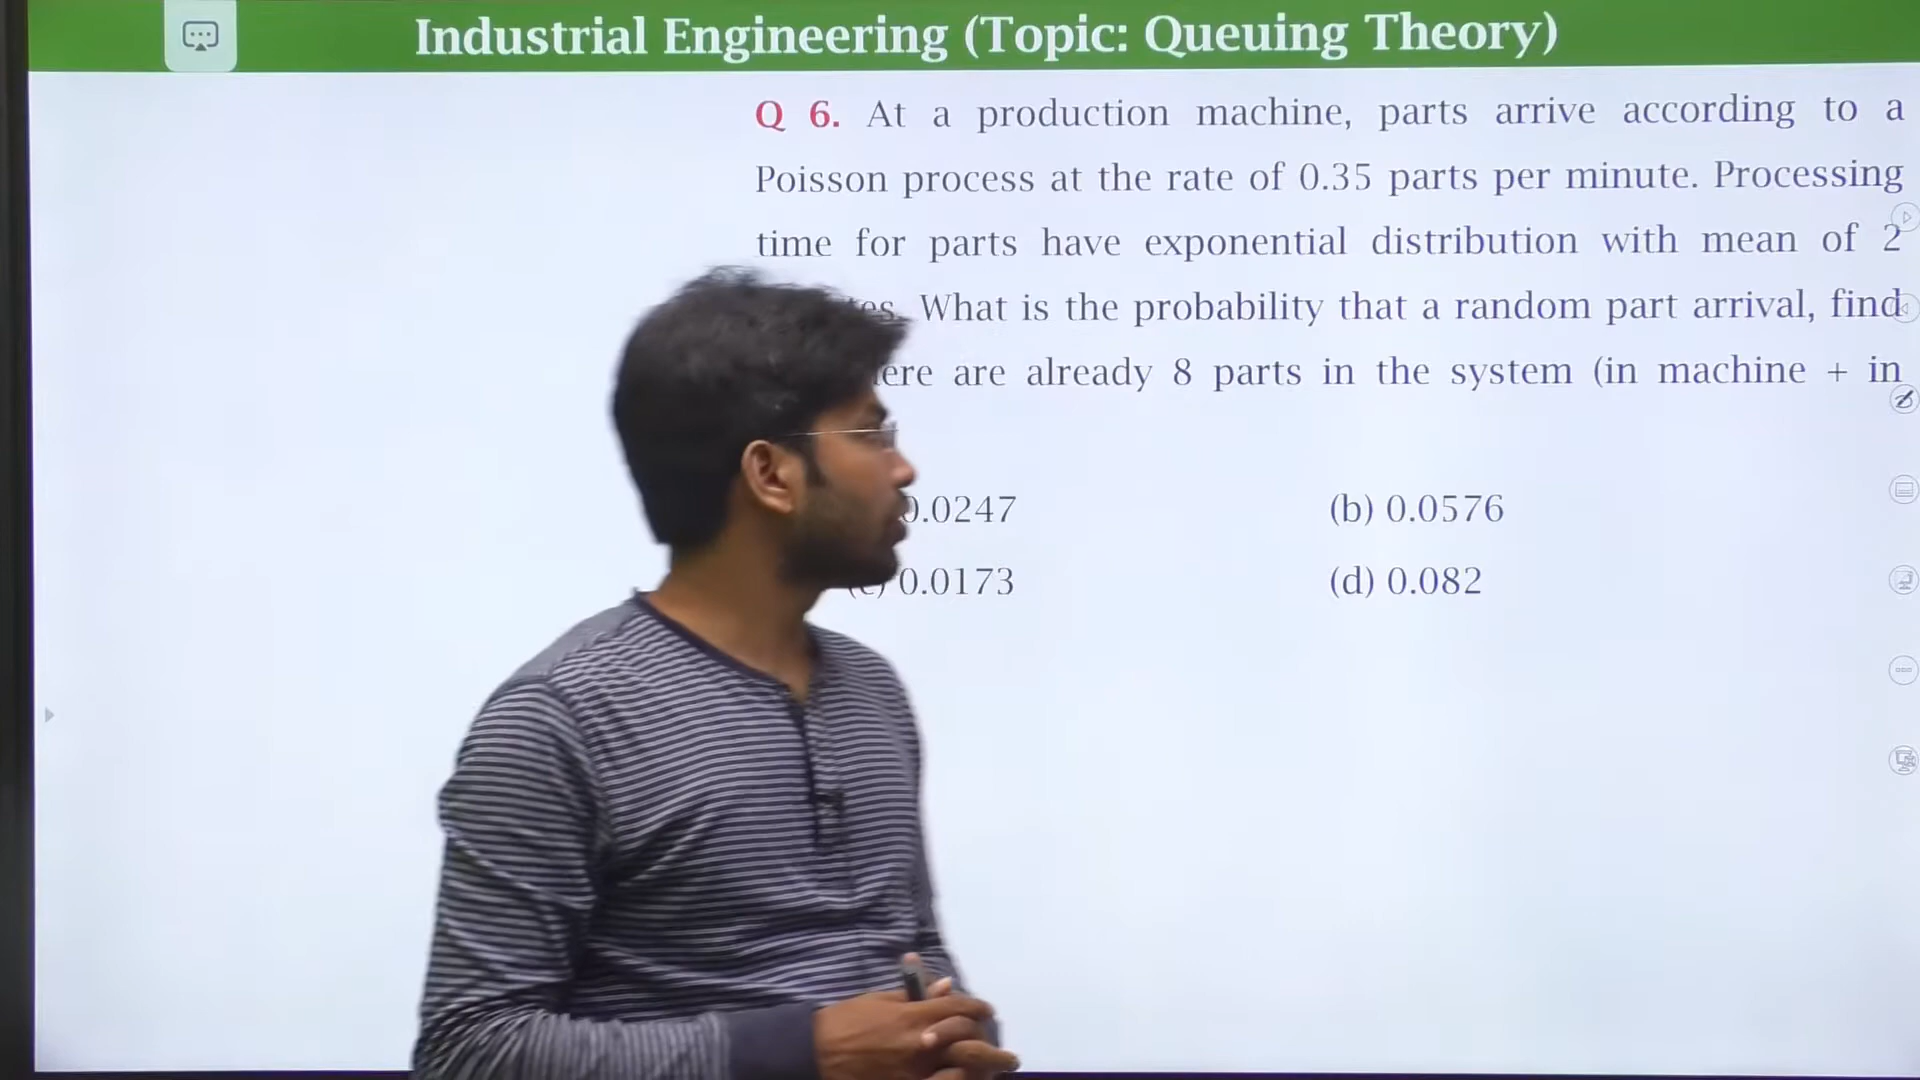 Industrial Engineering (Topic: Queuing Theory)
Q 6. At a production machine, parts arrive according to a
Poisson process at the rate of 0.35 parts per minute. Processing
time for parts have exponential distribution with mean of 2
What is the probability that a random part arrival, find
are already 8 parts in the system (in machine + in
0.0247 (b) 0.0576
(c) 0.0173 (d) 0.082